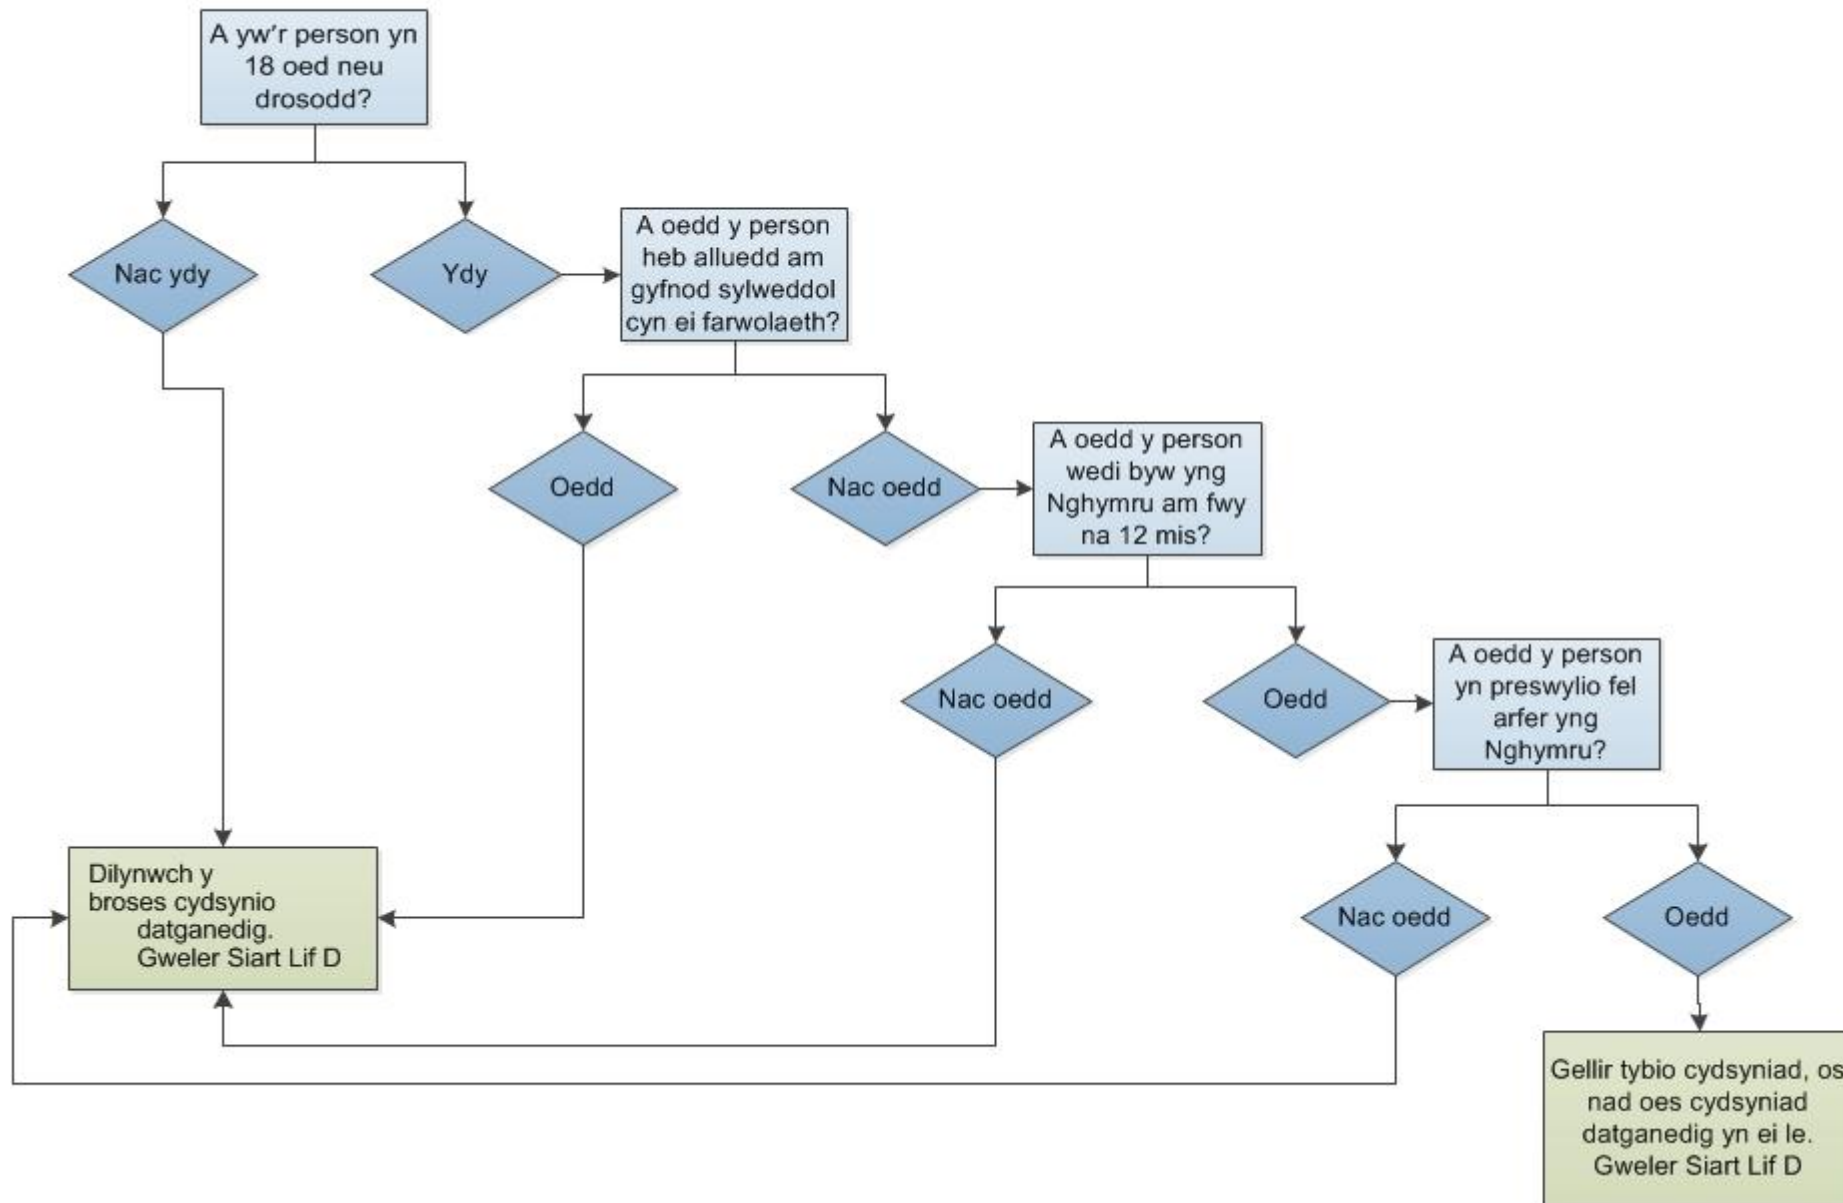 A yw'r person yn
18 oed neu
drosodd?
Nac ydy
Ydy
A oedd y person
heb alluedd am
gyfnod sylweddol
cyn ei farwolaeth?
Oedd
Nac oedd
A oedd y person
wedi byw yng
Nghymru am fwy
na 12 mis?
Nac oedd
Oedd
A oedd y person
yn preswylio fel
arfer yng
Nghymru?
Nac oedd
Oedd
Dilynwch y
broses cydsynio
datganedig.
Gweler Siart Lif D
Gellir tybio cydsyniad, os
nad oes cydsyniad
datganedig yn ei le.
Gweler Siart Lif D